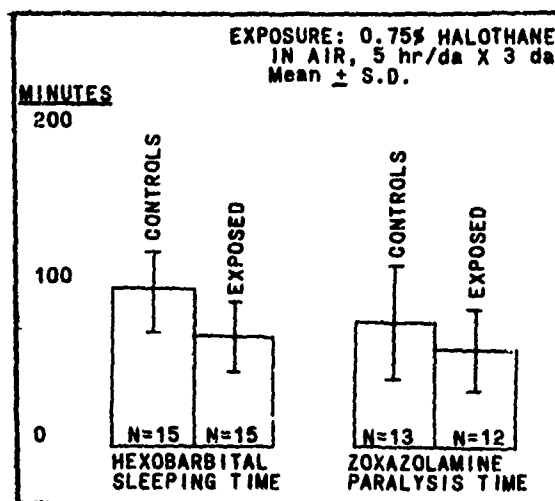 EXPOSURE: 0.75% HALOTHANE
IN AIR, 5 hr/da X 3 da
Mean ± S.D.
MINUTES
200
100
0
CONTROLS
EXPOSED
CONTROLS
EXPOSED
N=15
N=15
N=13
N=12
HEXOBARBITAL
SLEEPING TIME
ZOXAZOLAMINE
PARALYSIS TIME